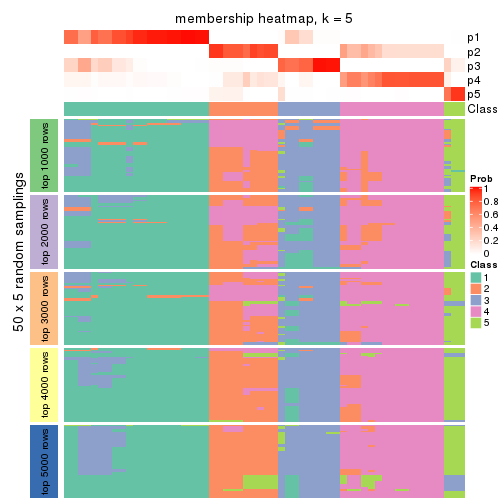 membership heatmap, k = 5
p1
p2
p3
p4
p5
Class
50 x 5 random samplings
top 1000 rows
top 2000 rows
top 3000 rows
top 4000 rows
top 5000 rows
Prob
1
0.8
0.6
0.4
0.2
0
Class
1
2
3
4
5